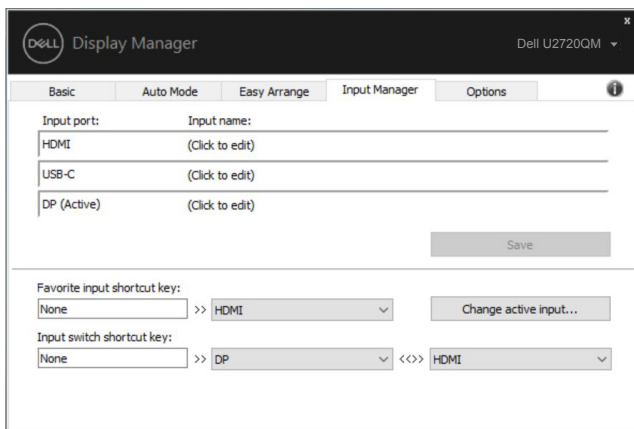 x
DELL Display Manager Dell U2720QM
Basic Auto Mode Easy Arrange Input Manager Options i
Input port: Input name:
HDMI (Click to edit)
USB-C (Click to edit)
DP (Active) (Click to edit)
Save
Favorite input shortcut key:
None >> HDMI Change active input...
Input switch shortcut key:
None >> DP <<>> HDMI